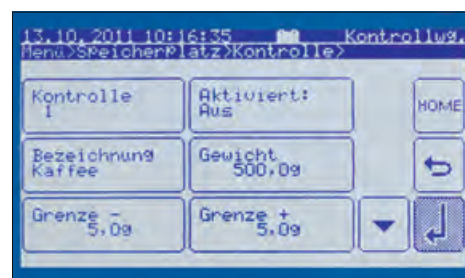 13.10.2011 10:16:35 Kontrollwg.
Menü>Speicherplatz>Kontrolle>
Kontrolle
1
Aktiviert:
Aus
HOME
Bezeichnung
Kaffee
Gewicht
500,0g
Grenze -
5,0g
Grenze +
5,0g